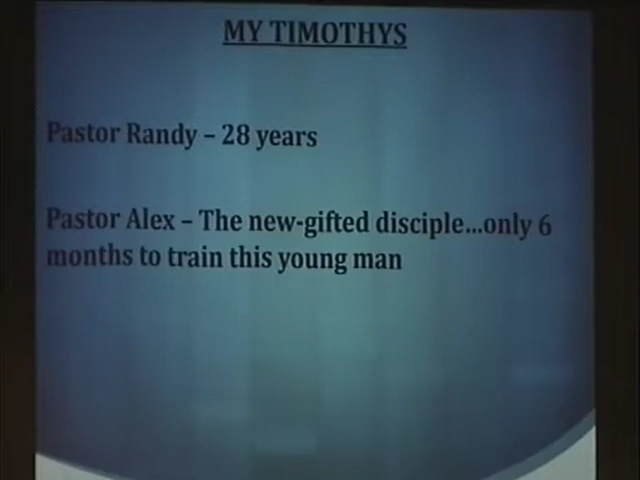 MY TIMOTHYS
Pastor Randy – 28 years
Pastor Alex – The new-gifted disciple...only 6
months to train this young man